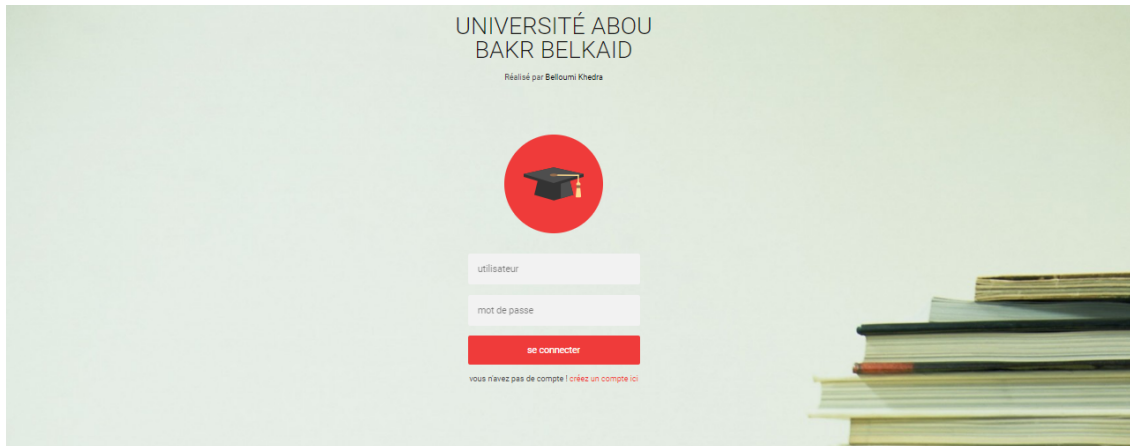 UNIVERSITÉ ABOU
BAKR BELKAID
Réalisé par Belloumi Khedra
utilisateur
mot de passe
se connecter
vous n'avez pas de compte ! créez un compte ici